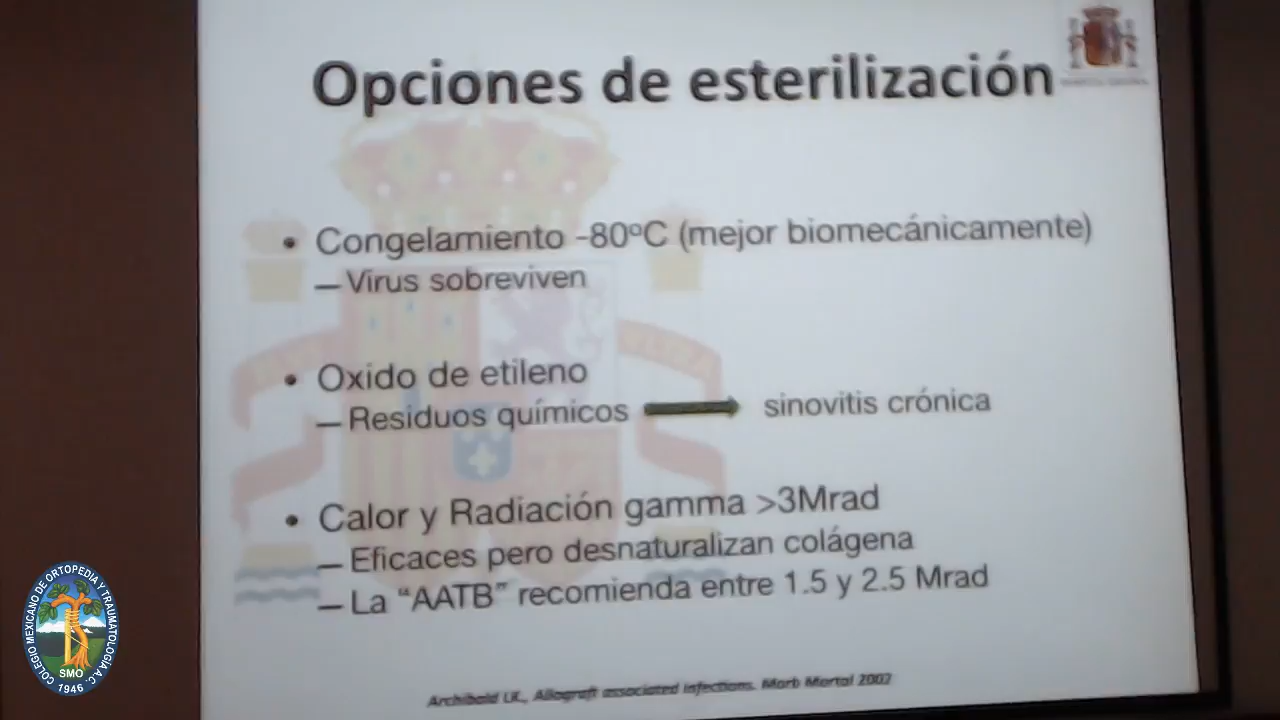 Opciones de esterilización
• Congelamiento -80ºC (mejor biomecánicamente)
– Virus sobreviven
• Oxido de etileno
– Residuos químicos → sinovitis crónica
• Calor y Radiación gamma >3Mrad
– Eficaces pero desnaturalizan colágena
– La “AATB” recomienda entre 1.5 y 2.5 Mrad
Archibald LK, Allograft associated infections. Morb Mortal 2002
COLEGIO MEXICANO DE ORTOPEDIA Y TRAUMATOLOGÍA A.C.
SMO
1946